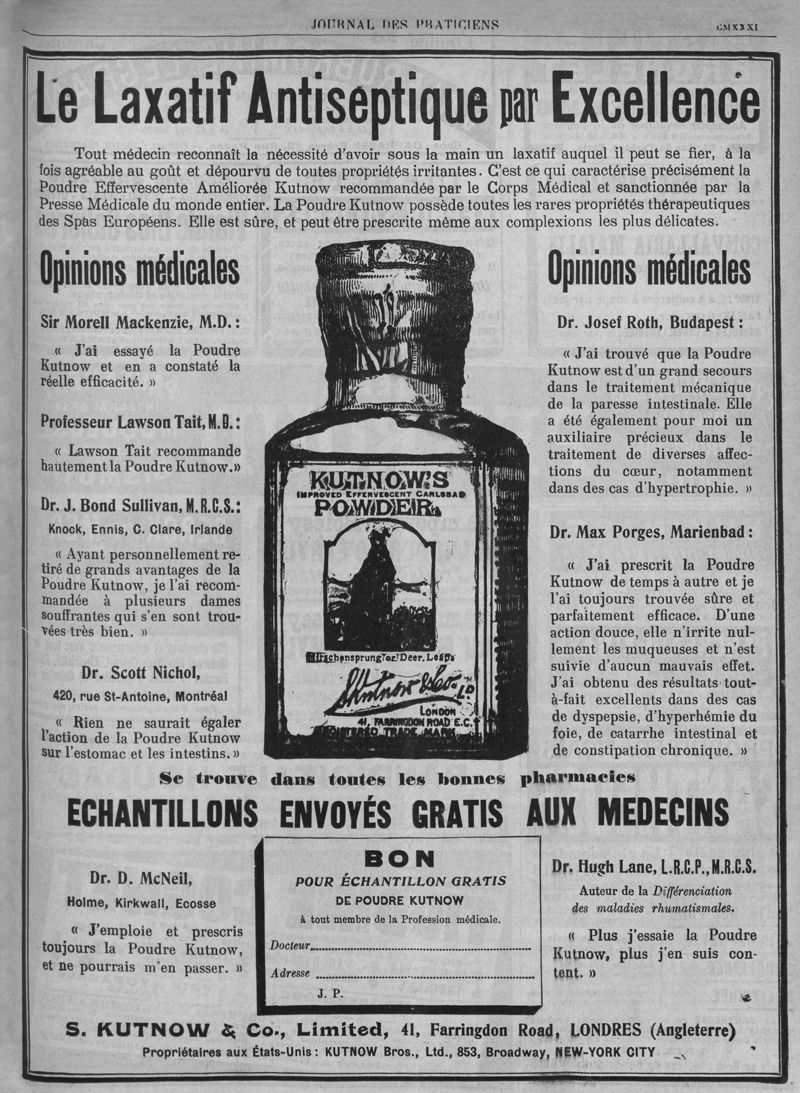 JOURNAL DES PRATICIENS
CMXXXI
Le Laxatif Antiseptique par Excellence
Tout médecin reconnaît la nécessité d'avoir sous la main un laxatif auquel il peut se fier, à la
fois agréable au goût et dépourvu de toutes propriétés irritantes. C'est ce qui caractérise précisément la
Poudre Effervescente Améliorée Kutnow recommandée par le Corps Médical et sanctionnée par la
Presse Médicale du monde entier. La Poudre Kutnow possède toutes les rares propriétés thérapeutiques
des Spas Européens. Elle est sûre, et peut être prescrite même aux complexions les plus délicates.
Opinions médicales
Sir Morell Mackenzie, M.D. :
« J'ai essayé la Poudre
Kutnow et en a constaté la
réelle efficacité. »
Professeur Lawson Tait, M.D. :
« Lawson Tait recommande
hautement la Poudre Kutnow.»
Dr. J. Bond Sullivan, M.R.C.S. :
Knock, Ennis, C. Clare, Irlande
« Ayant personnellement re-
tiré de grands avantages de la
Poudre Kutnow, je l'ai recom-
mandée à plusieurs dames
souffrantes qui s'en sont trou-
vées très bien. »
Dr. Scott Nichol,
420, rue St-Antoine, Montréal
« Rien ne saurait égaler
l'action de la Poudre Kutnow
sur l'estomac et les intestins. »
KUTNOW'S
IMPROVED EFFERVESCENT CARLSBAD
POWDER.
Hirschensprung or Deer. Leap
S. Kutnow & Co. Ld
LONDON
41, FARRINGDON ROAD E.C.
REGISTERED TRADE MARK
Opinions médicales
Dr. Josef Roth, Budapest :
« J'ai trouvé que la Poudre
Kutnow est d'un grand secours
dans le traitement mécanique
de la paresse intestinale. Elle
a été également pour moi un
auxiliaire précieux dans le
traitement de diverses affec-
tions du cœur, notamment
dans des cas d'hypertrophie. »
Dr. Max Porges, Marienbad :
« J'ai prescrit la Poudre
Kutnow de temps à autre et je
l'ai toujours trouvée sûre et
parfaitement efficace. D'une
action douce, elle n'irrite nul-
lement les muqueuses et n'est
suivie d'aucun mauvais effet.
J'ai obtenu des résultats tout-
à-fait excellents dans des cas
de dyspepsie, d'hyperhémie du
foie, de catarrhe intestinal et
de constipation chronique. »
Se trouve dans toutes les bonnes pharmacies
ECHANTILLONS ENVOYÉS GRATIS AUX MEDECINS
Dr. D. McNeil,
Holme, Kirkwall, Ecosse
« J'emploie et prescris
toujours la Poudre Kutnow,
et ne pourrais m'en passer. »
BON
POUR ÉCHANTILLON GRATIS
DE POUDRE KUTNOW
à tout membre de la Profession médicale.
Docteur
Adresse
J. P.
Dr. Hugh Lane, L.R.C.P., M.R.C.S.
Auteur de la Différenciation
des maladies rhumatismales.
« Plus j'essaie la Poudre
Kutnow, plus j'en suis con-
tent. »
S. KUTNOW & Co., Limited, 41, Farringdon Road, LONDRES (Angleterre)
Propriétaires aux États-Unis : KUTNOW Bros., Ltd., 853, Broadway, NEW-YORK CITY